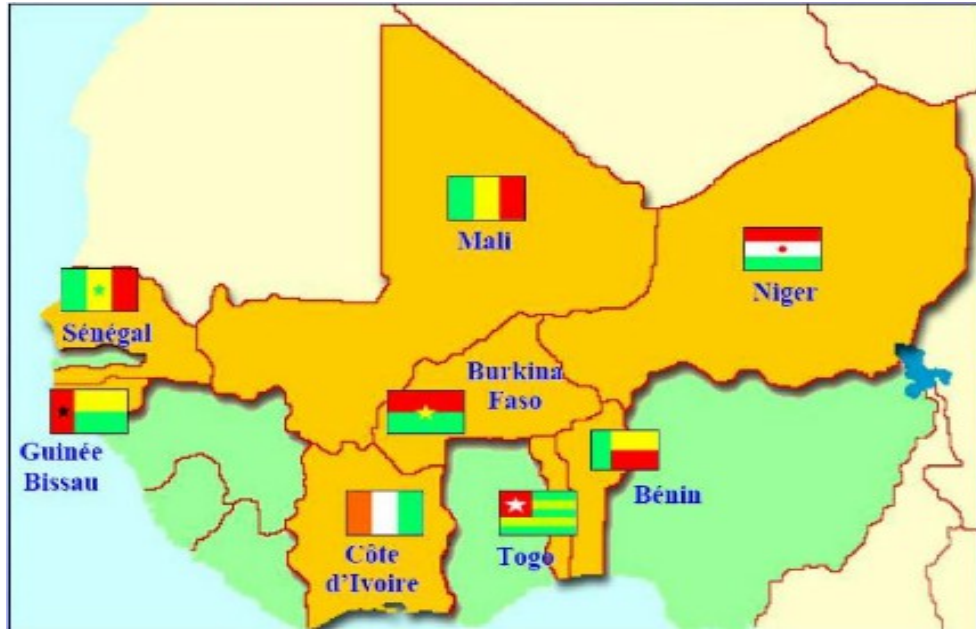 Mali
Niger
Sénégal
Burkina
Faso
Guinée
Bissau
Bénin
Côte
d'Ivoire
Togo